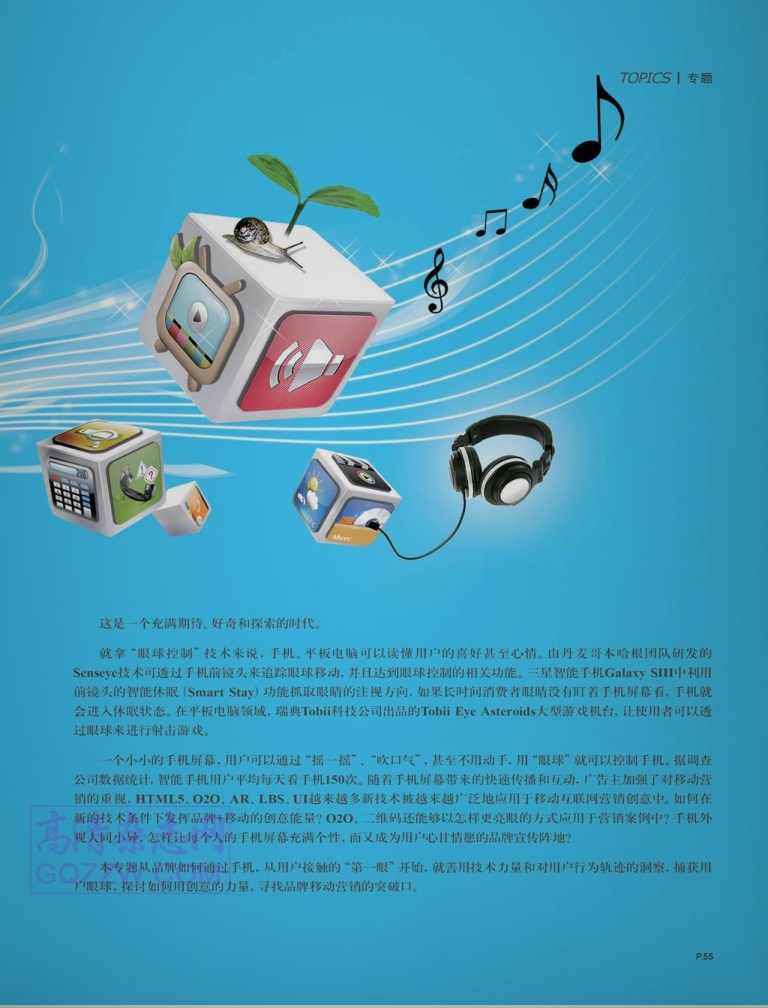 TOPICS | 专题
Music
这是一个充满期待、好奇和探索的时代。
就拿“眼球控制”技术来说，手机、平板电脑可以读懂用户的喜好甚至心情。由丹麦哥本哈根团队研发的
Senseye技术可透过手机前镜头来追踪眼球移动，并且达到眼球控制的相关功能。三星智能手机Galaxy SIII中利用
前镜头的智能休眠（Smart Stay）功能抓取眼睛的注视方向，如果长时间消费者眼睛没有盯着手机屏幕看，手机就
会进入休眠状态。在平板电脑领域，瑞典Tobii科技公司出品的Tobii Eye Asteroids大型游戏机台，让使用者可以透
过眼球来进行射击游戏。
一个小小的手机屏幕，用户可以通过“摇一摇”、“吹口气”，甚至不用动手，用“眼球”就可以控制手机。据调查
公司数据统计，智能手机用户平均每天看手机150次。随着手机屏幕带来的快速传播和互动，广告主加强了对移动营
销的重视，HTML5、O2O、AR、LBS、UI越来越多新技术被越来越广泛地应用于移动互联网营销创意中。如何在
新的技术条件下发挥品牌+移动的创意能量？O2O、二维码还能够以怎样更亮眼的方式应用于营销案例中？手机外
观大同小异，怎样让每个人的手机屏幕充满个性，而又成为用户心甘情愿的品牌宣传阵地？
本专题从品牌如何通过手机，从用户接触的“第一眼”开始，就善用技术力量和对用户行为轨迹的洞察，捕获用
户眼球，探讨如何用创意的力量，寻找品牌移动营销的突破口。
高清杂志网
GQZZW.COM
P.55